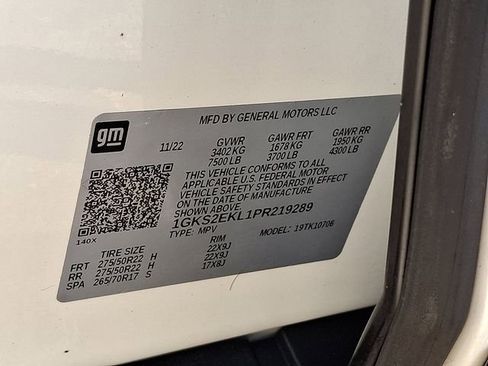 gm
MFD BY GENERAL MOTORS LLC
11/22 GVWR GAWR FRT GAWR RR
3402 KG 1678 KG 1950 KG
7500 LB 3700 LB 4300 LB
THIS VEHICLE CONFORMS TO ALL
APPLICABLE U.S. FEDERAL MOTOR
VEHICLE SAFETY STANDARDS IN EFFECT
ON THE DATE OF MANUFACTURE
SHOWN ABOVE.
1GKS2EKL1PR219289
TYPE: MPV MODEL: 19TK10706
140X
TIRE SIZE RIM
FRT 275/50R22 H 22X9J
RR 275/50R22 H 22X9J
SPA 265/70R17 S 17X8J